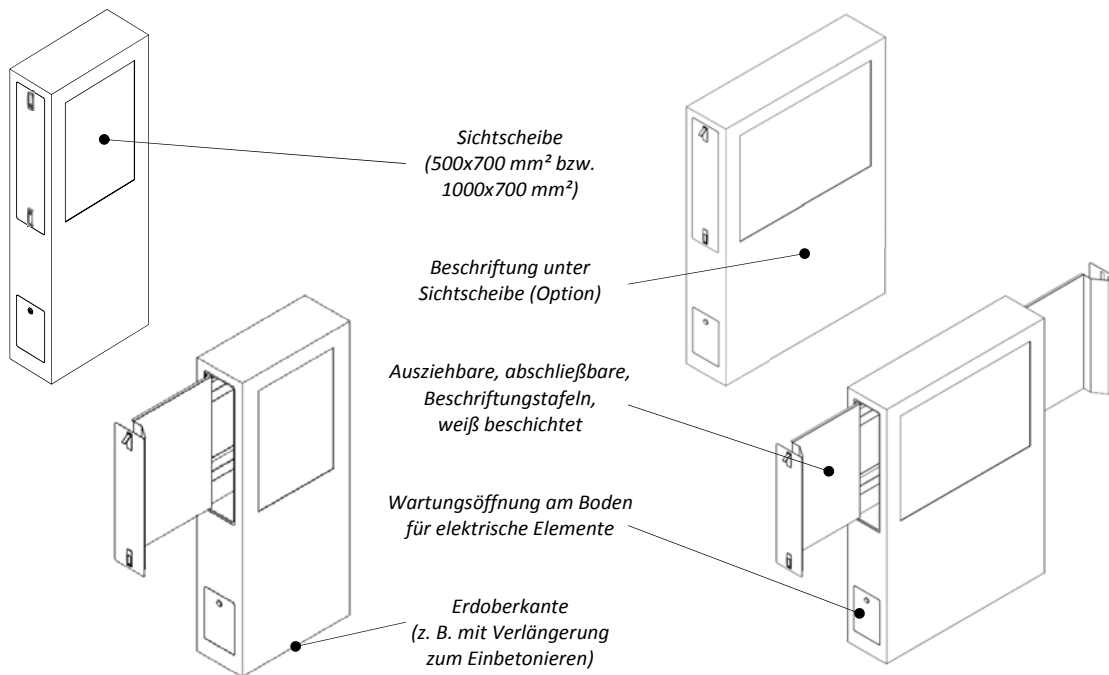 Sichtscheibe
(500x700 mm² bzw.
1000x700 mm²)
Beschriftung unter
Sichtscheibe (Option)
Ausziehbare, abschließbare,
Beschriftungstafeln,
weiß beschichtet
Wartungsöffnung am Boden
für elektrische Elemente
Erdoberkante
(z. B. mit Verlängerung
zum Einbetonieren)